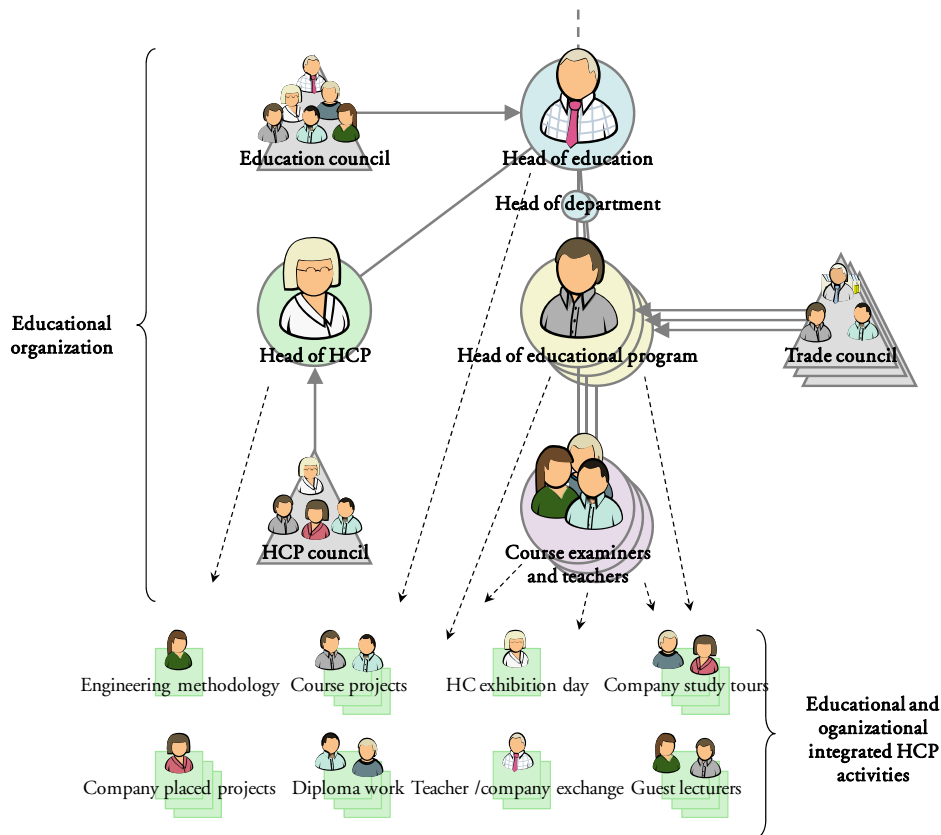 Education council
Head of education
Head of department
Educational
organization
Head of HCP
Head of educational program
Trade council
HCP council
Course examiners
and teachers
Engineering methodology
Course projects
HC exhibition day
Company study tours
Educational and
oganizational
integrated HCP
activities
Company placed projects
Diploma work
Teacher /company exchange
Guest lecturers